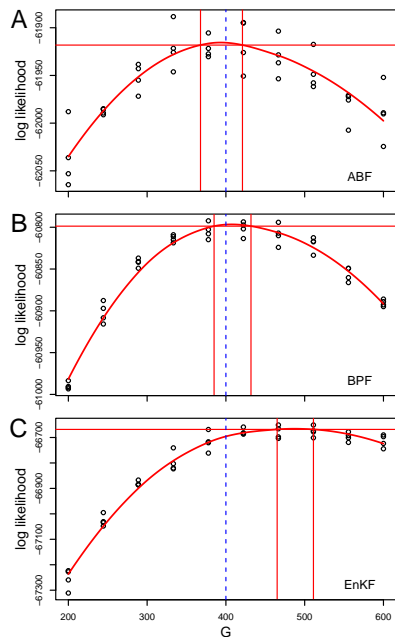 A
log likelihood
−61900
−61950
−62000
−62050
ABF
B
log likelihood
−60800
−60850
−60900
−60950
−61000
BPF
C
log likelihood
−66700
−66900
−67100
−67300
EnKF
200 300 400 500 600
G